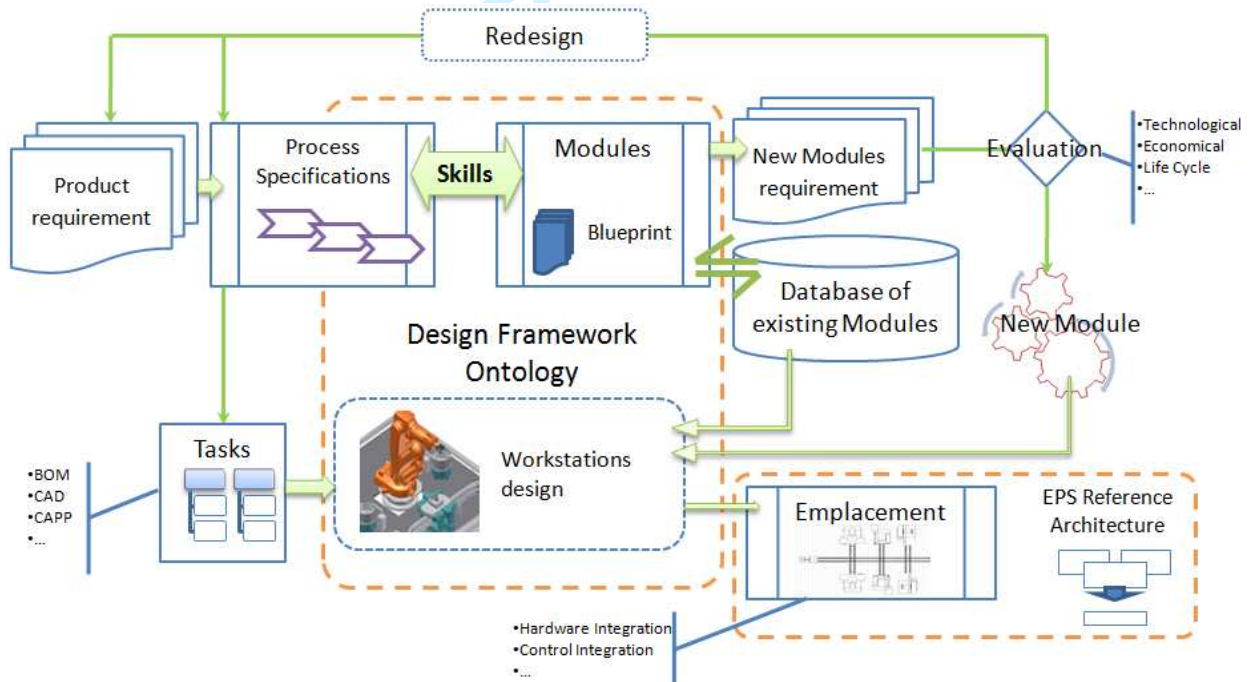 Redesign
Product
requirement
Process
Specifications
Skills
Modules
Blueprint
New Modules
requirement
Evaluation
•Technological
•Economical
•Life Cycle
•...
Database of
existing Modules
New Module
Design Framework
Ontology
Tasks
•BOM
•CAD
•CAPP
•...
Workstations
design
Emplacement
EPS Reference
Architecture
•Hardware Integration
•Control Integration
•...